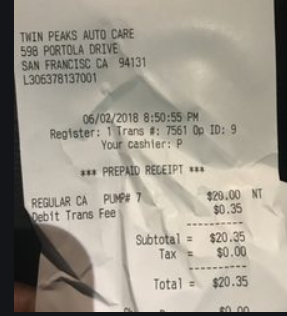 TWIN PEAKS AUTO CARE
598 PORTOLA DRIVE
SAN FRANCISC CA 94131
L306378137001
06/02/2018 8:50:55 PM
Register: 1 Trans #: 7561 Op ID: 9
Your cashier: P
*** PREPAID RECEIPT ***
REGULAR CA PUMP# 7 $20.00 NT
Debit Trans Fee $0.35
Subtotal = $20.35
Tax = $0.00
Total = $20.35
$0.00